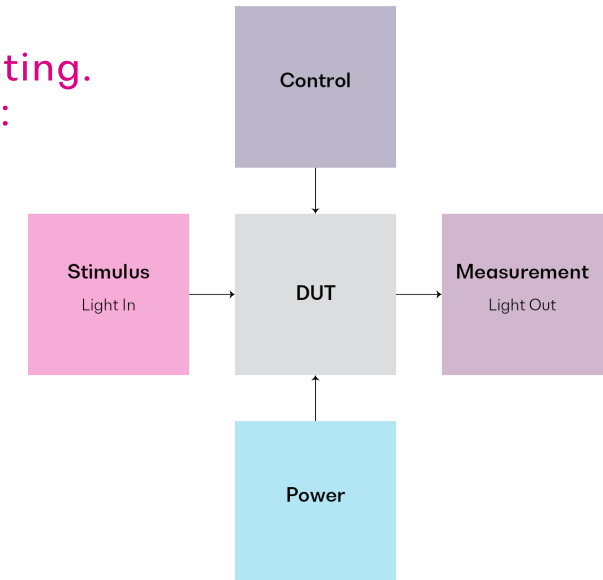 ting.
:
Control
Stimulus
Light In
DUT
Measurement
Light Out
Power